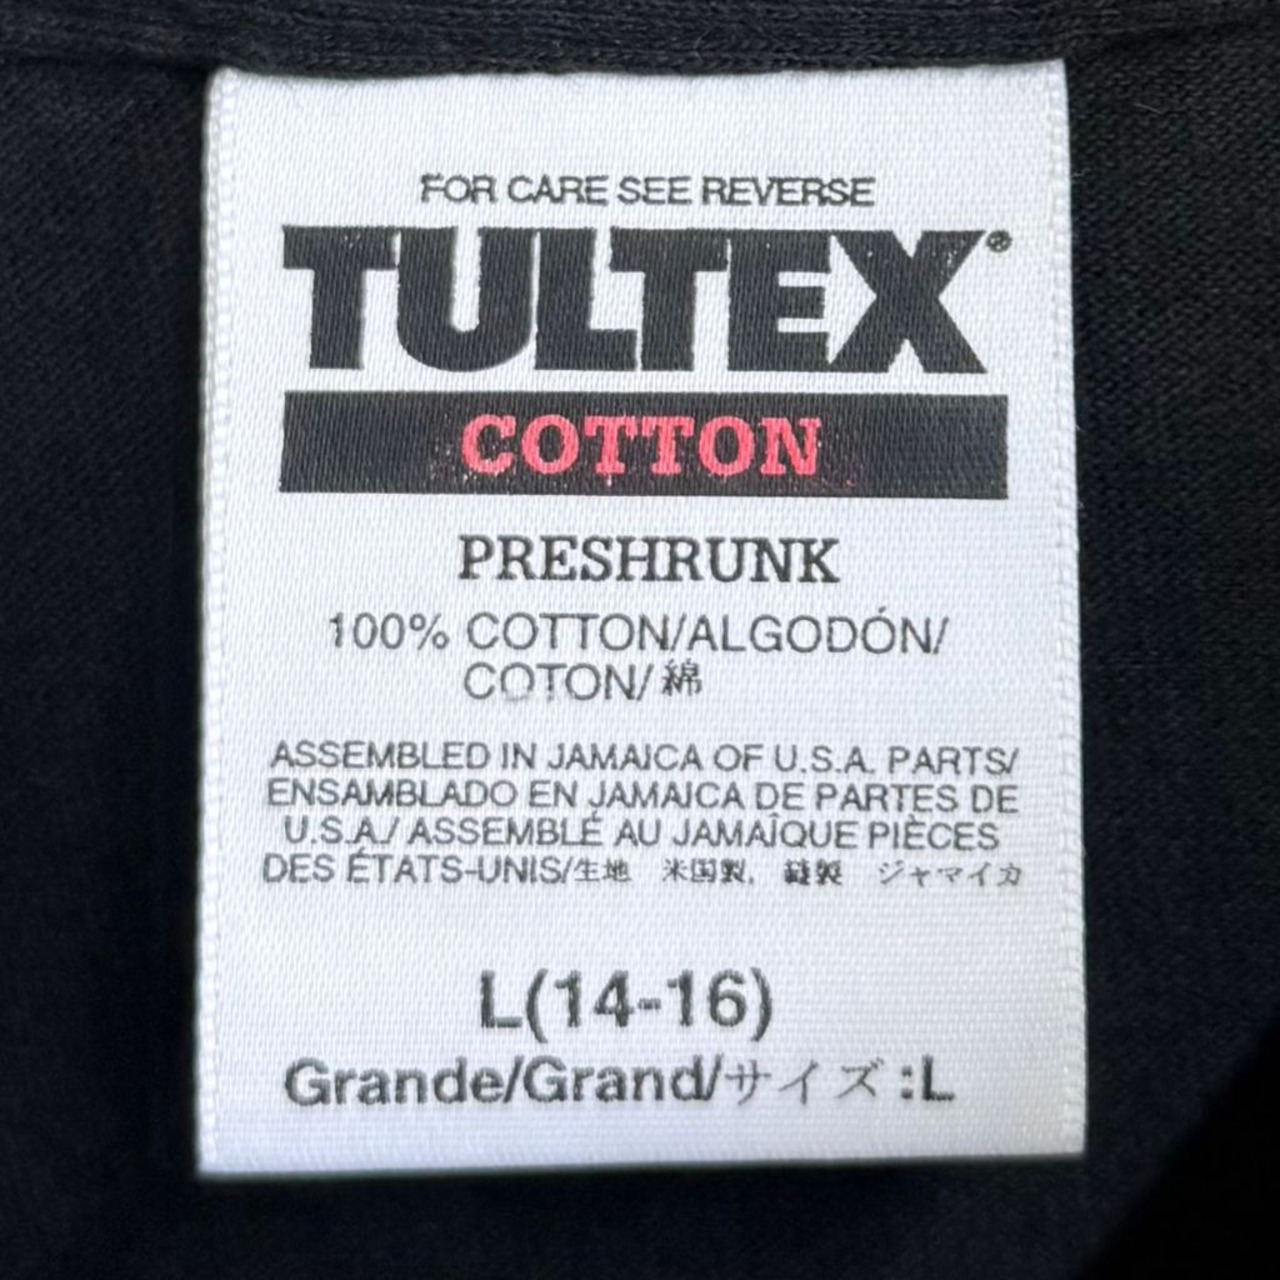 FOR CARE SEE REVERSE
TULTEX®
COTTON
PRESHRUNK
100% COTTON/ALGODÓN/
COTON/綿
ASSEMBLED IN JAMAICA OF U.S.A. PARTS/
ENSAMBLADO EN JAMAICA DE PARTES DE
U.S.A./ ASSEMBLÉ AU JAMAÎQUE PIÈCES
DES ÉTATS-UNIS/生地 米国製, 縫製 ジャマイカ
L(14-16)
Grande/Grand/サイズ:L